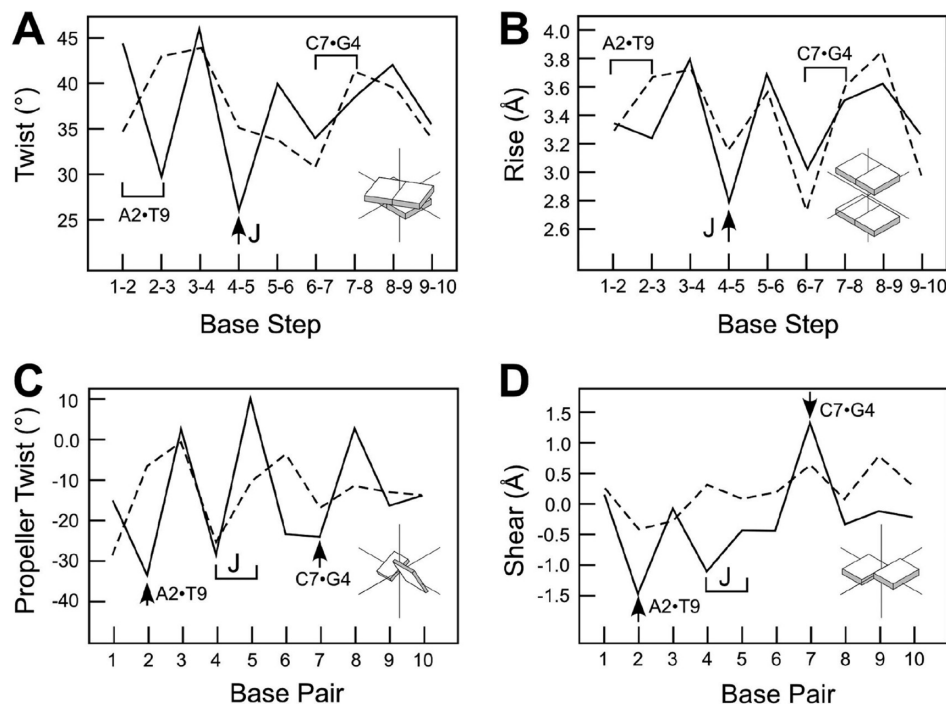 A
Twist (°)
45
40
35
30
25
C7•G4
A2•T9
J
1-2 2-3 3-4 4-5 5-6 6-7 7-8 8-9 9-10
Base Step
B
Rise (Å)
4.0
3.8
3.6
3.4
3.2
3.0
2.8
2.6
A2•T9
C7•G4
J
1-2 2-3 3-4 4-5 5-6 6-7 7-8 8-9 9-10
Base Step
C
Propeller Twist (°)
10
0.0
-10
-20
-30
-40
J
A2•T9
C7•G4
1 2 3 4 5 6 7 8 9 10
Base Pair
D
Shear (Å)
1.5
1.0
0.5
0.0
-0.5
-1.0
-1.5
C7•G4
J
A2•T9
1 2 3 4 5 6 7 8 9 10
Base Pair